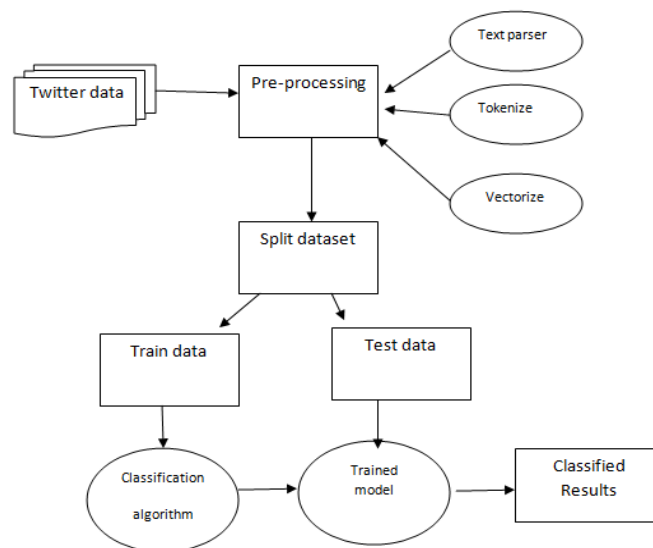 Text parser
Twitter data
Pre-processing
Tokenize
Vectorize
Split dataset
Train data
Test data
Classification
algorithm
Trained
model
Classified
Results